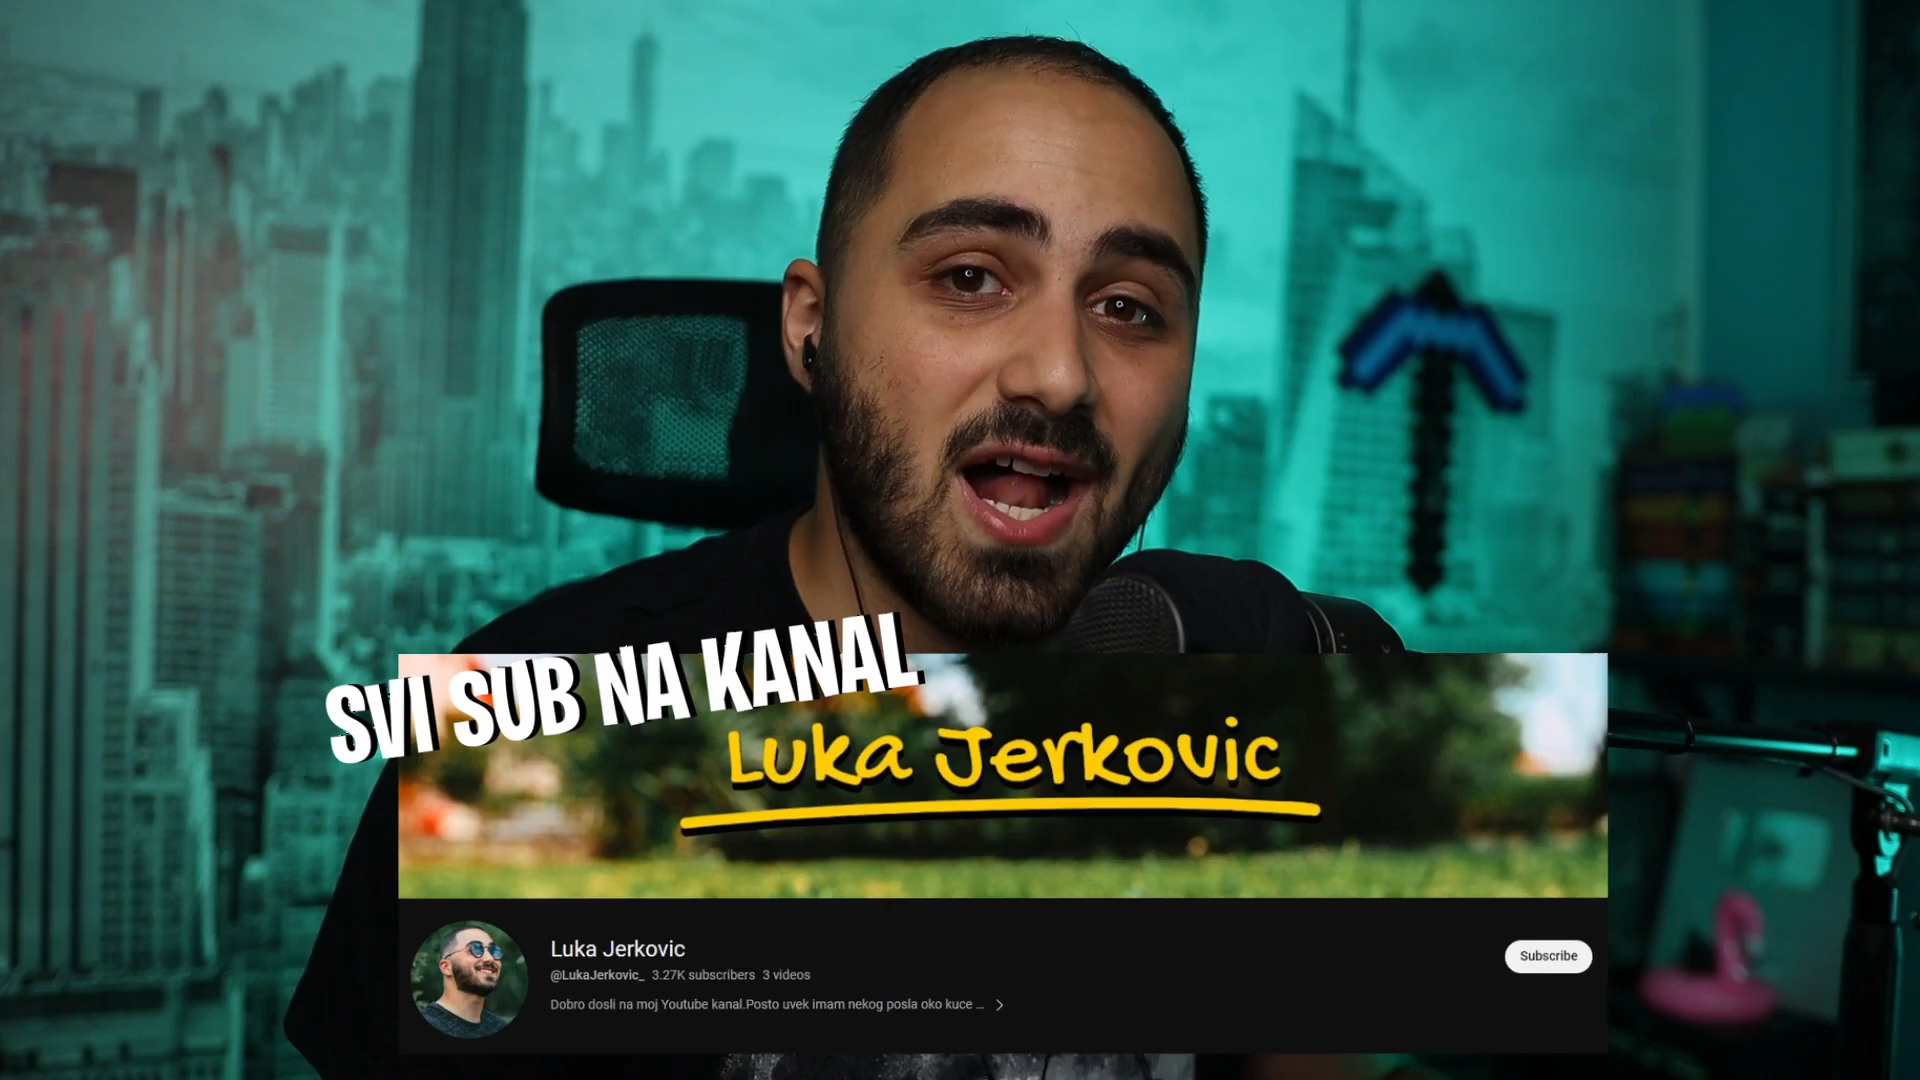 SVI SUB NA KANAL
Luka Jerkovic
Luka Jerkovic
@LukaJerkovic_ 3.27K subscribers 3 videos
Subscribe
Dobro dosli na moj Youtube kanal.Posto uvek imam nekog posla oko kuce ...